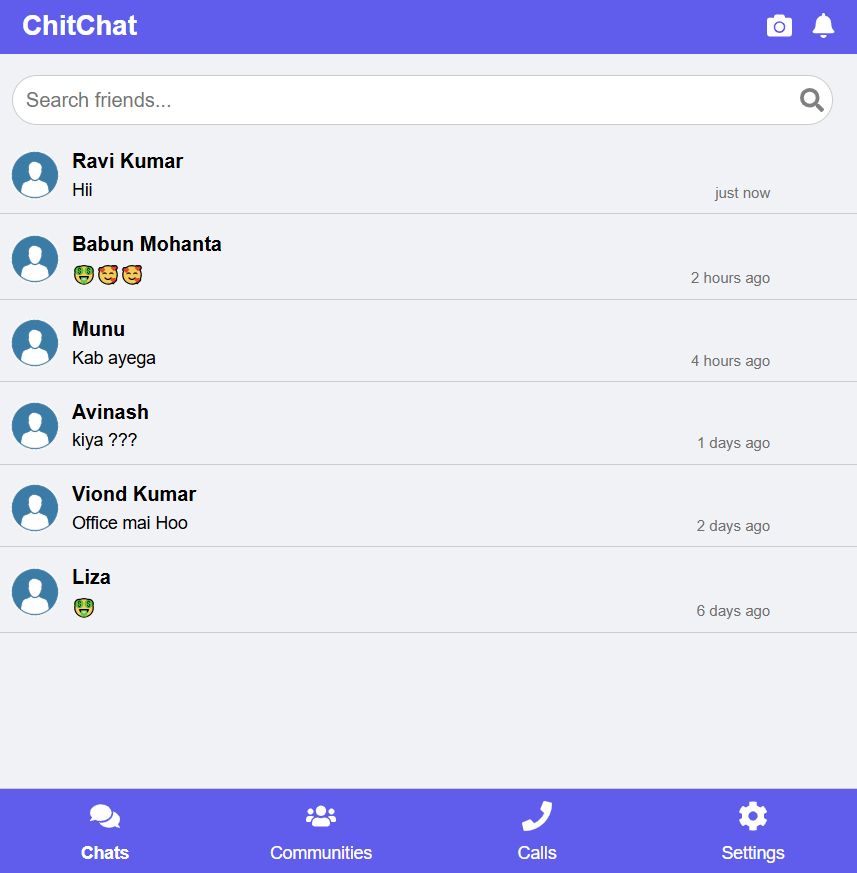 ChitChat
Search friends...
Ravi Kumar
Hii
just now
Babun Mohanta
🤑🥰🥰
2 hours ago
Munu
Kab ayega
4 hours ago
Avinash
kiya ???
1 days ago
Viond Kumar
Office mai Hoo
2 days ago
Liza
🤑
6 days ago
Chats
Communities
Calls
Settings